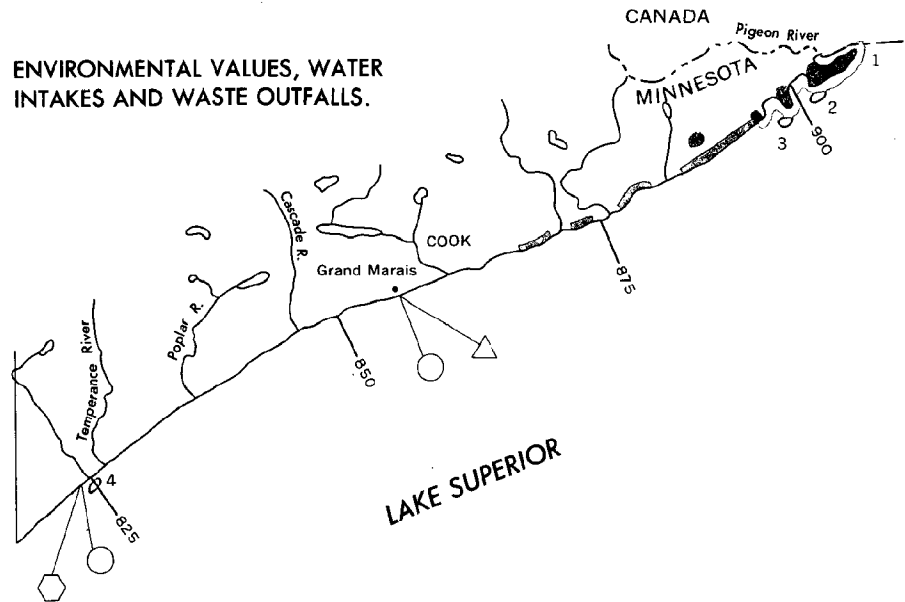 ENVIRONMENTAL VALUES, WATER
INTAKES AND WASTE OUTFALLS.
CANADA
Pigeon River
MINNESOTA
1
2
3
900
COOK
Cascade R.
Grand Marais
875
Poplar R.
850
Temperance River
4
825
LAKE SUPERIOR